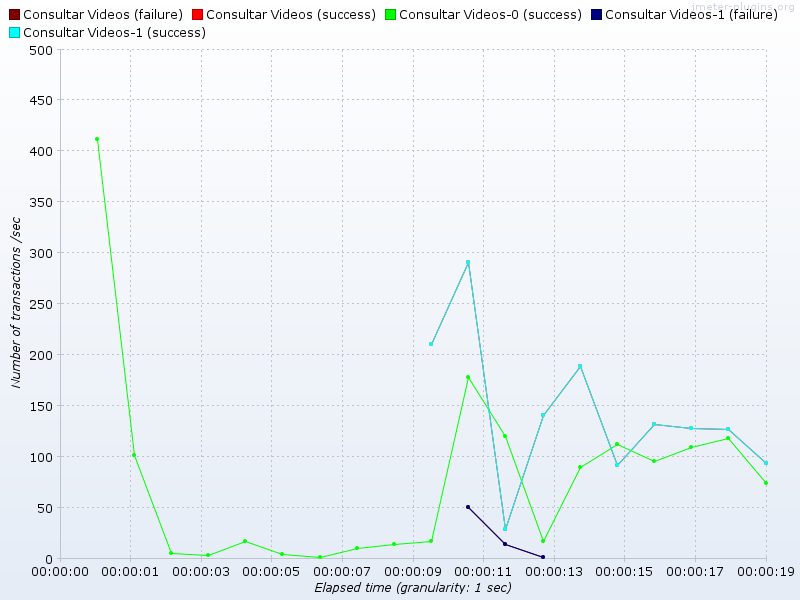 jmeter-plugins.org
Consultar Videos (failure) Consultar Videos (success) Consultar Videos-0 (success) Consultar Videos-1 (failure)
Consultar Videos-1 (success)
500
450
400
350
300
250
200
150
100
50
0
Number of transactions /sec
00:00:00 00:00:01 00:00:03 00:00:05 00:00:07 00:00:09 00:00:11 00:00:13 00:00:15 00:00:17 00:00:19
Elapsed time (granularity: 1 sec)